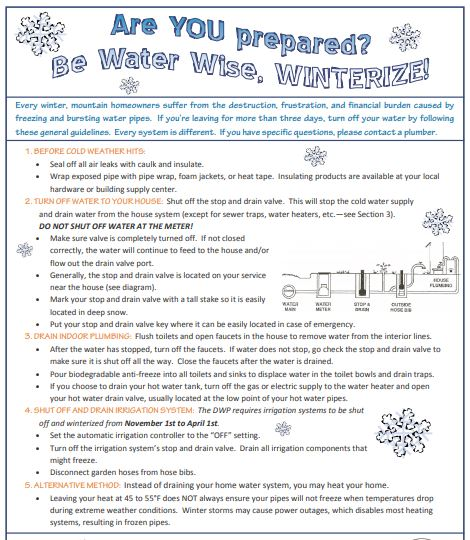 Are YOU prepared?
Be Water Wise, WINTERIZE!
Every winter, mountain homeowners suffer from the destruction, frustration, and financial burden caused by
freezing and bursting water pipes. If you're leaving for more than three days, turn off your water by following
these general guidelines. Every system is different. If you have specific questions, please contact a plumber.
1. BEFORE COLD WEATHER HITS:
• Seal off all air leaks with caulk and insulate.
• Wrap exposed pipe with pipe wrap, foam jackets, or heat tape. Insulating products are available at your local
hardware or building supply center.
2. TURN OFF WATER TO YOUR HOUSE: Shut off the stop and drain valve. This will stop the cold water supply
and drain water from the house system (except for sewer traps, water heaters, etc.—see Section 3).
DO NOT SHUT OFF WATER AT THE METER!
• Make sure valve is completely turned off. If not closed
correctly, the water will continue to feed to the house and/or
flow out the drain valve port.
• Generally, the stop and drain valve is located on your service
near the house (see diagram).
• Mark your stop and drain valve with a tall stake so it is easily
located in deep snow.
• Put your stop and drain valve key where it can be easily located in case of emergency.
HOUSE
PLUMBING
WATER
MAIN
WATER
METER
STOP &
DRAIN
OUTSIDE
HOSE BIB
3. DRAIN INDOOR PLUMBING: Flush toilets and open faucets in the house to remove water from the interior lines.
• After the water has stopped, turn off the faucets. If water does not stop, go check the stop and drain valve to
make sure it is shut off all the way. Close the faucets after the water is drained.
• Pour biodegradable anti-freeze into all toilets and sinks to displace water in the toilet bowls and drain traps.
• If you choose to drain your hot water tank, turn off the gas or electric supply to the water heater and open
your hot water drain valve, usually located at the low point of your hot water pipes.
4. SHUT OFF AND DRAIN IRRIGATION SYSTEM: The DWP requires irrigation systems to be shut
off and winterized from November 1st to April 1st.
• Set the automatic irrigation controller to the "OFF" setting.
• Turn off the irrigation system's stop and drain valve. Drain all irrigation components that
might freeze.
• Disconnect garden hoses from hose bibs.
5. ALTERNATIVE METHOD: Instead of draining your home water system, you may heat your home.
• Leaving your heat at 45 to 55°F does NOT always ensure your pipes will not freeze when temperatures drop
during extreme weather conditions. Winter storms may cause power outages, which disables most heating
systems, resulting in frozen pipes.